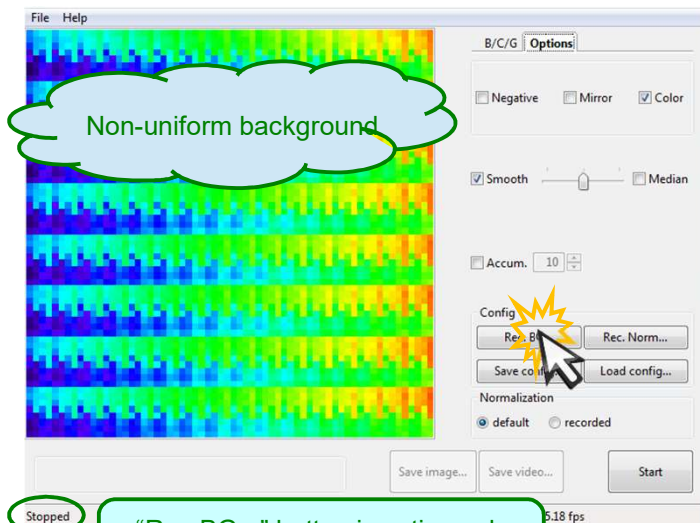 File Help
B/C/G Options
Non-uniform background
Negative Mirror Color
Smooth Median
Accum. 10
Config
Rec. Norm...
Save Load config...
Normalization
default recorded
Save image... Save video... Start
Stopped 5.18 fps